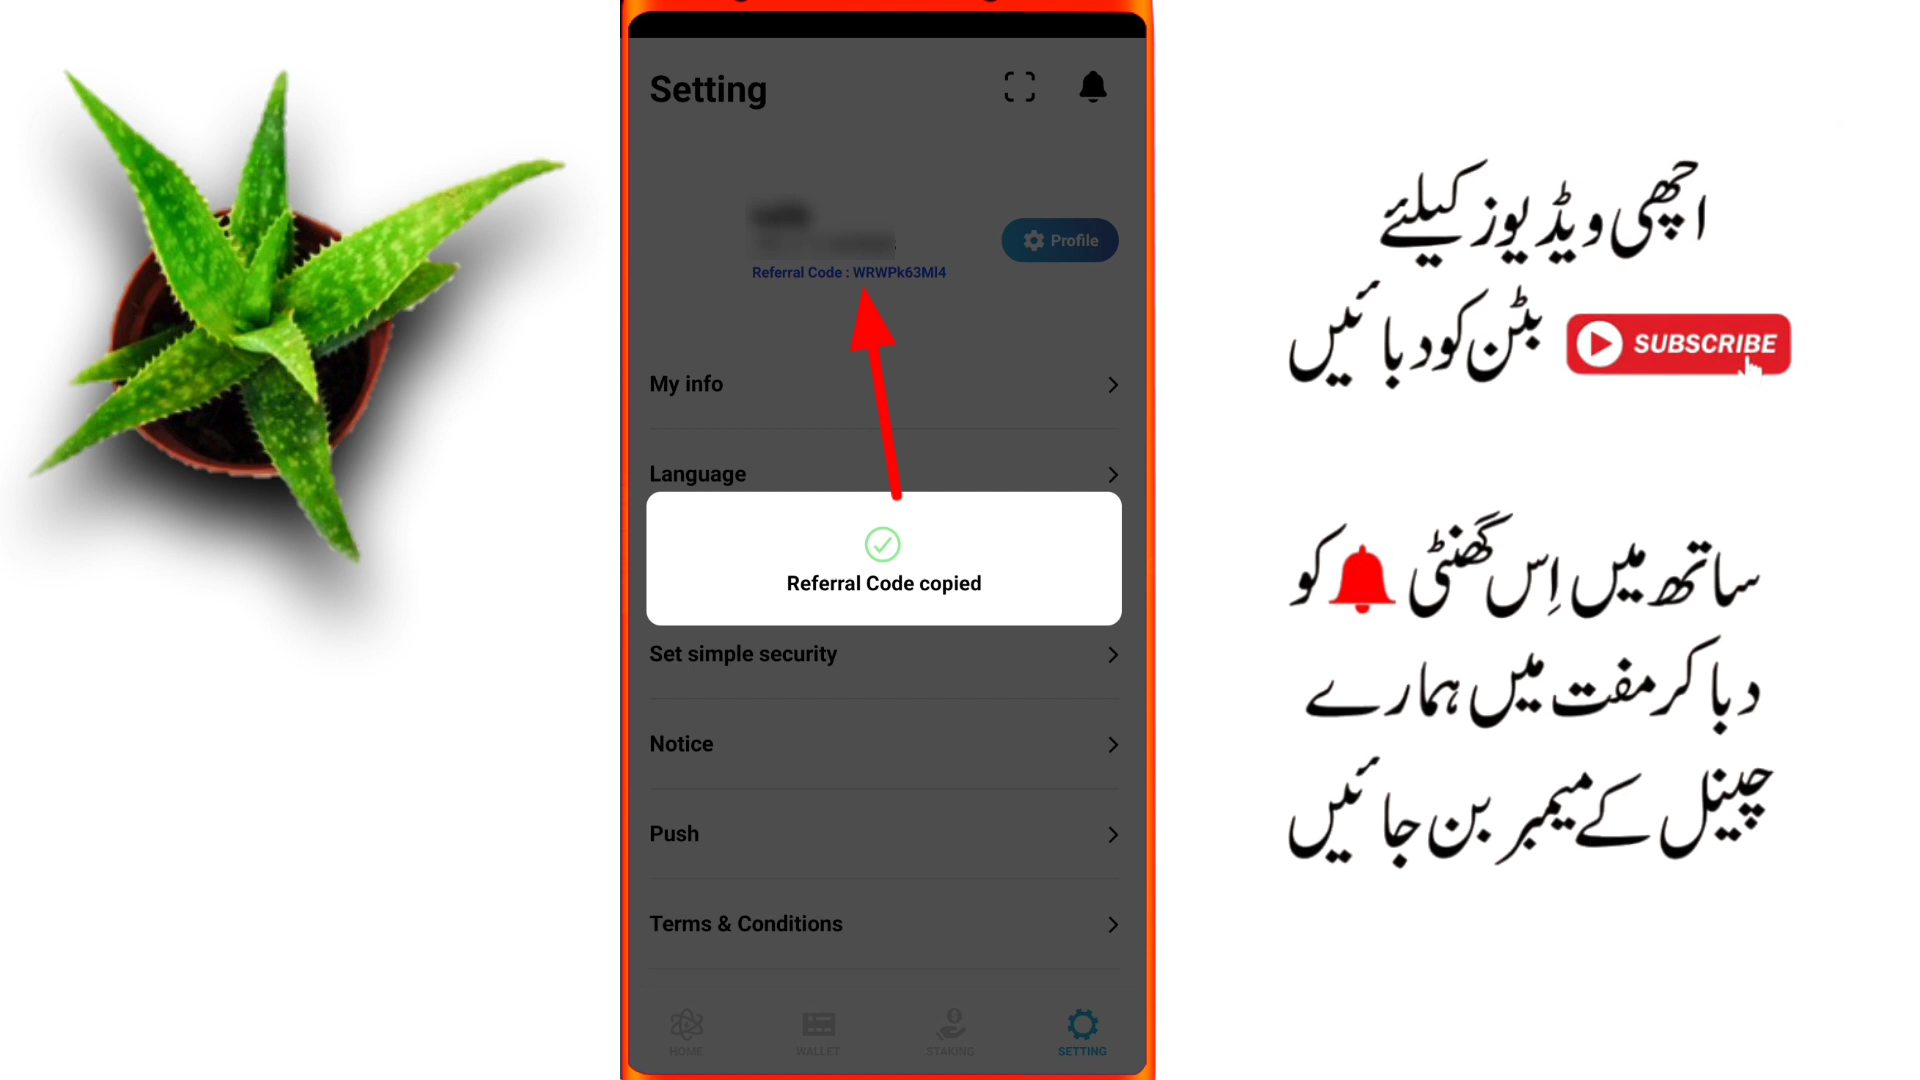 Setting
Profile
Referral Code : WRWPk63Ml4
My info
Language
Referral Code copied
Set simple security
Notice
Push
Terms & Conditions
HOME
WALLET
STAKING
SETTING
اچھی ویڈیوز کیلئے
SUBSCRIBE بٹن کو دبائیں
ساتھ میں اِس گھنٹی کو
دبا کر مفت میں ہمارے
چینل کے میمبر بن جائیں